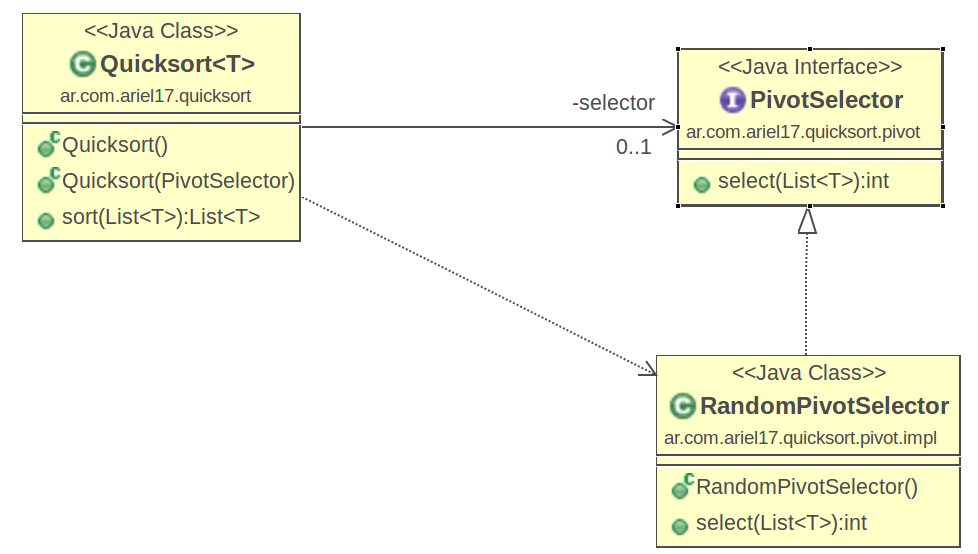 <<Java Class>>
C Quicksort<T>
ar.com.ariel17.quicksort
C Quicksort()
C Quicksort(PivotSelector)
sort(List<T>):List<T>
-selector
0..1
<<Java Interface>>
I PivotSelector
ar.com.ariel17.quicksort.pivot
select(List<T>):int
<<Java Class>>
C RandomPivotSelector
ar.com.ariel17.quicksort.pivot.impl
C RandomPivotSelector()
select(List<T>):int